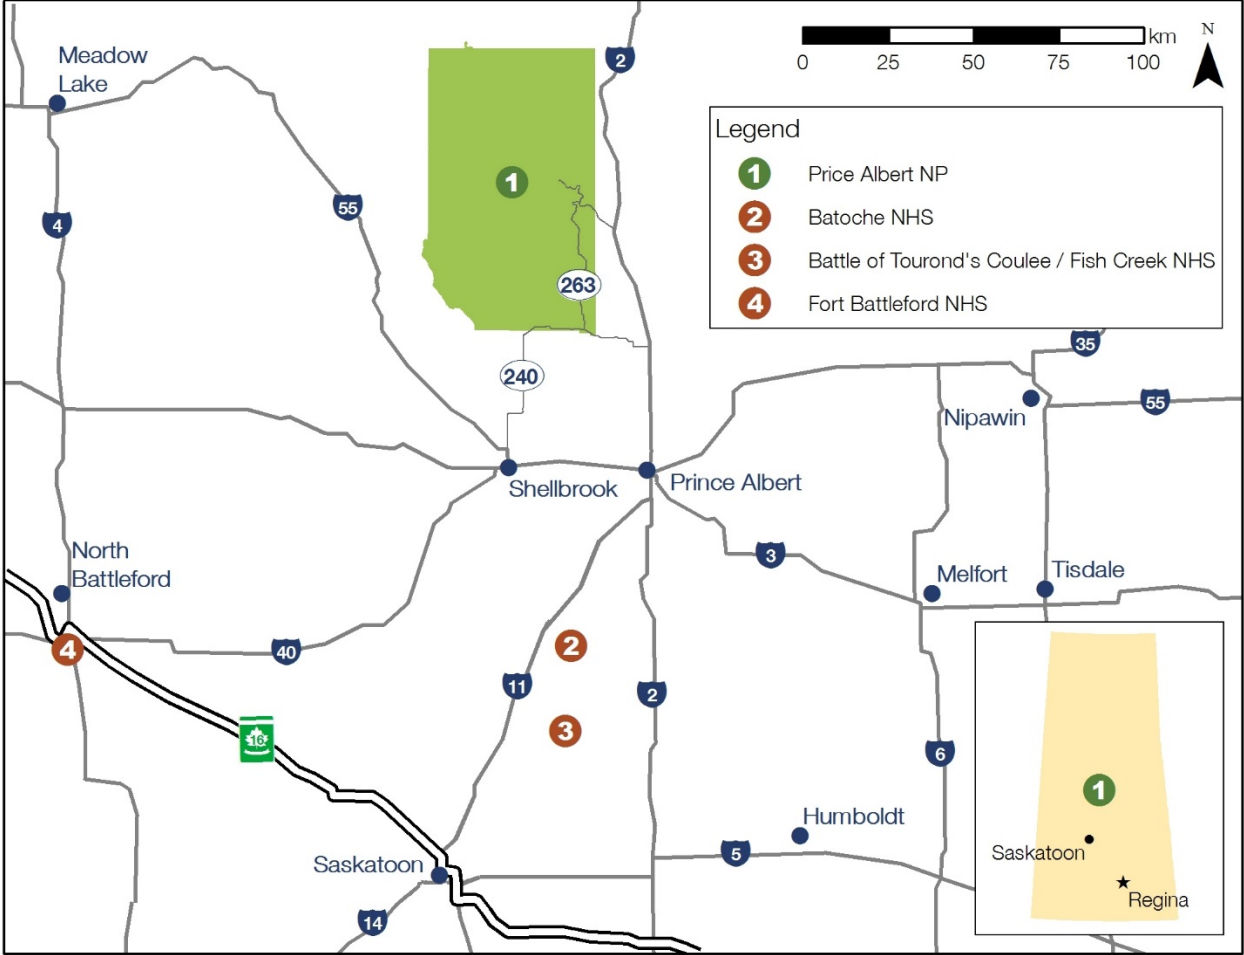 Meadow
Lake
2
km
0 25 50 75 100
N
Legend
1 Price Albert NP
2 Batoche NHS
3 Battle of Tourond's Coulee / Fish Creek NHS
4 Fort Battleford NHS
1
55
4
263
35
240
55
Nipawin
Shellbrook
Prince Albert
3
North
Battleford
Melfort
Tisdale
4
40
2
11
2
3
16
6
Humboldt
5
Saskatoon
14
1
Saskatoon
Regina